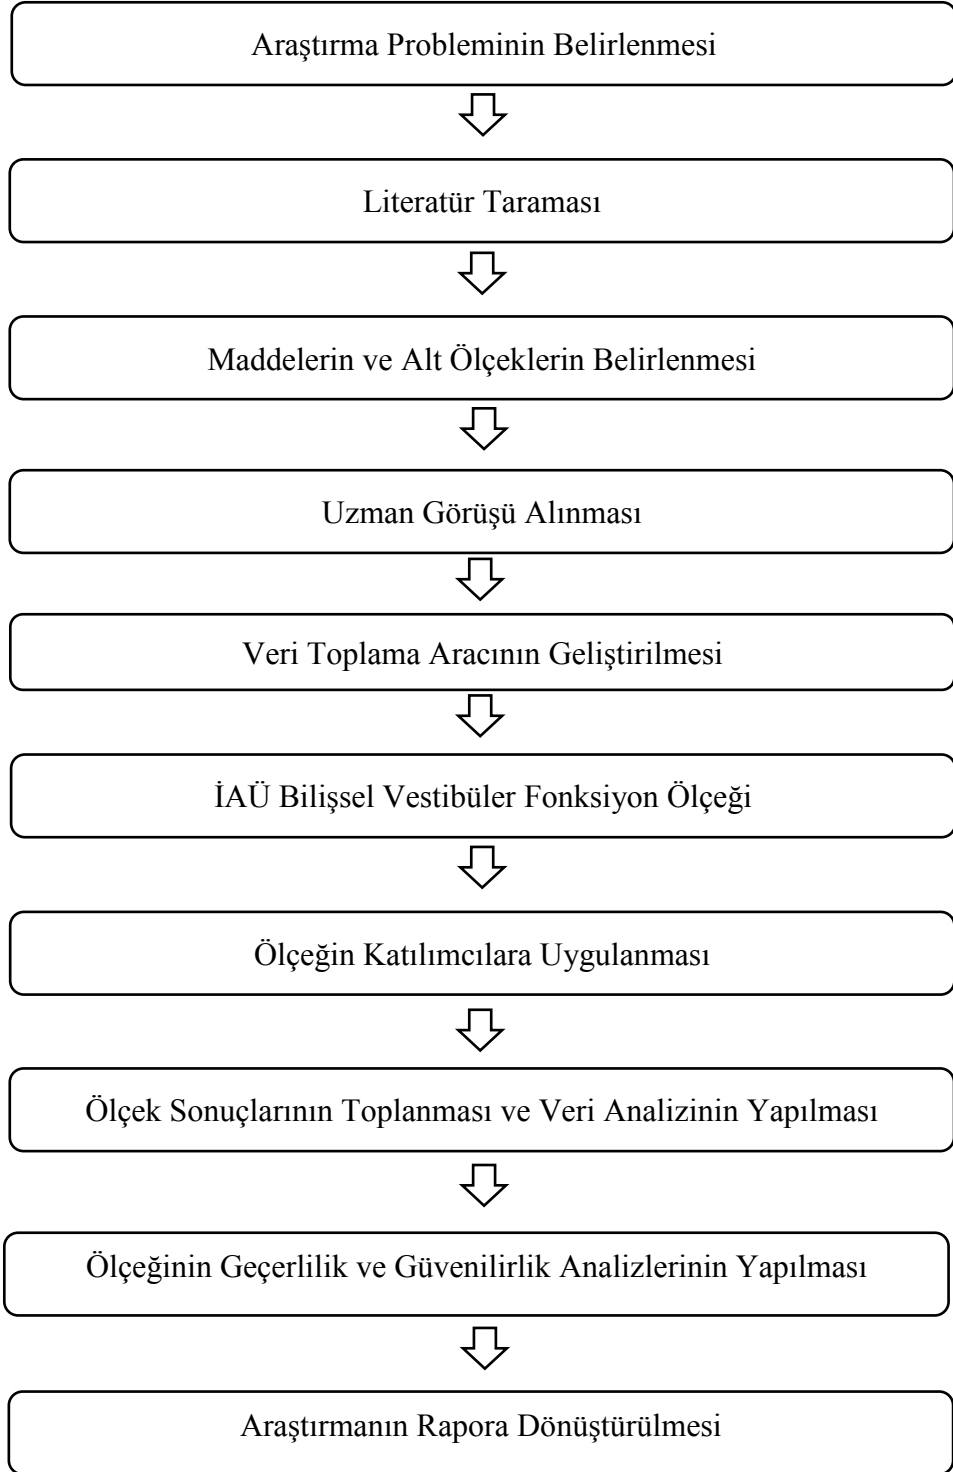 Araştırma Probleminin Belirlenmesi
Literatür Taraması
Maddelerin ve Alt Ölçeklerin Belirlenmesi
Uzman Görüşü Alınması
Veri Toplama Aracının Geliştirilmesi
İAÜ Bilişsel Vestibüler Fonksiyon Ölçeği
Ölçeğin Katılımcılara Uygulanması
Ölçek Sonuçlarının Toplanması ve Veri Analizinin Yapılması
Ölçeğinin Geçerlilik ve Güvenilirlik Analizlerinin Yapılması
Araştırmanın Rapora Dönüştürülmesi